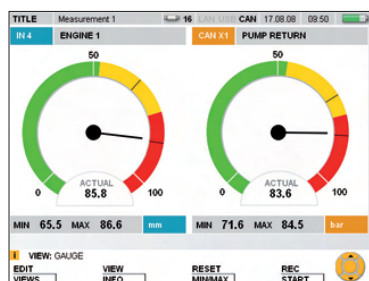 TITLE Measurement 1 16 LAN USB CAN 17.08.08 09:50
IN 4 ENGINE 1 CAN X1 PUMP RETURN
50 50
0 100 0 100
ACTUAL ACTUAL
85.8 83,6
MIN 65.5 MAX 86.6 mm MIN 71.6 MAX 84.5 bar
i VIEW: GAUGE
EDIT VIEW RESET REC
VIEWS INFO MIN/MAX START